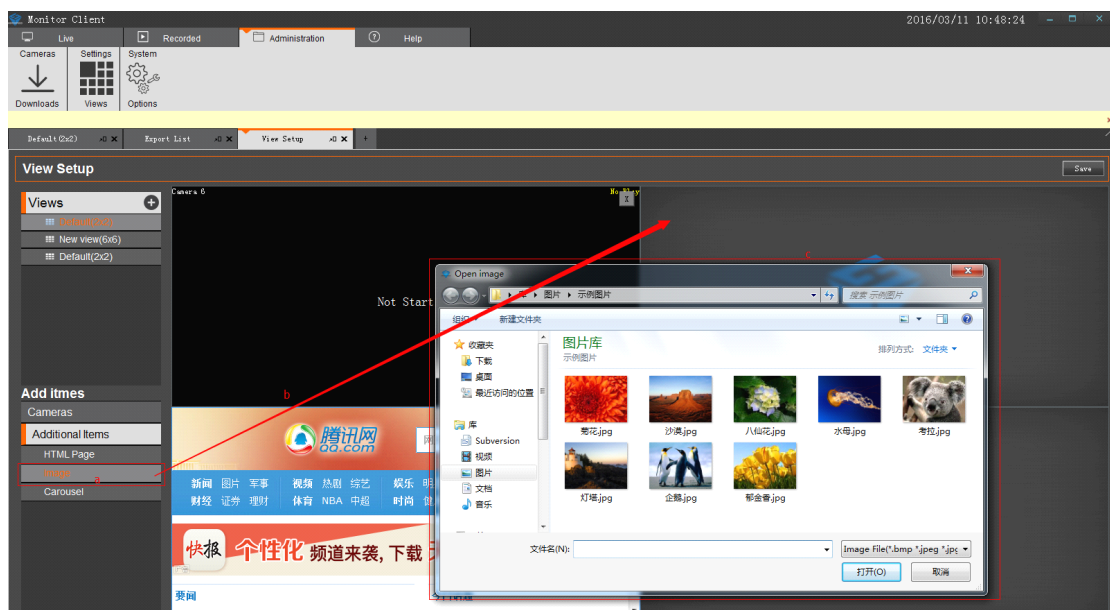 Monitor Client 2016/03/11 10:48:24
Live Recorded Administration Help
Cameras Settings System
Downloads Views Options
Default(2x2) Export List View Setup
View Setup Save
Views
Default(2x2)
New view(6x6)
Default(2x2)
Camera 6
X
Not Start
Add itmes
Cameras
Additional Items
HTML Page
Image
Carousel
a
b
c
腾讯网
QQ.com
网
新闻 图片 军事 视频 热剧 综艺 娱乐
财经 证券 理财 体育 NBA 中超 时尚
快报 个性化 频道来袭,下载
要闻
Open image
库 图片 示例图片
搜索 示例图片
组织 新建文件夹
收藏夹
下载
桌面
最近访问的位置
库
Subversion
视频
图片
文档
音乐
图片库
示例图片
排列方式: 文件夹
菊花.jpg 沙漠.jpg 八仙花.jpg 水母.jpg 考拉.jpg
灯塔.jpg 企鹅.jpg 郁金香.jpg
文件名(N): Image File(*.bmp *.jpeg *.jpg
打开(O) 取消